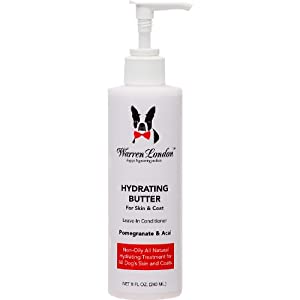 Warren London™
HYDRATING
BUTTER
For Skin & Coat
Leave In Conditioner
Pomegranate & Acai
Non-Oily All Natural
Hydrating Treatment for
All Dog's Skin and Coats.
NET 8 FL. OZ. (240 ML)